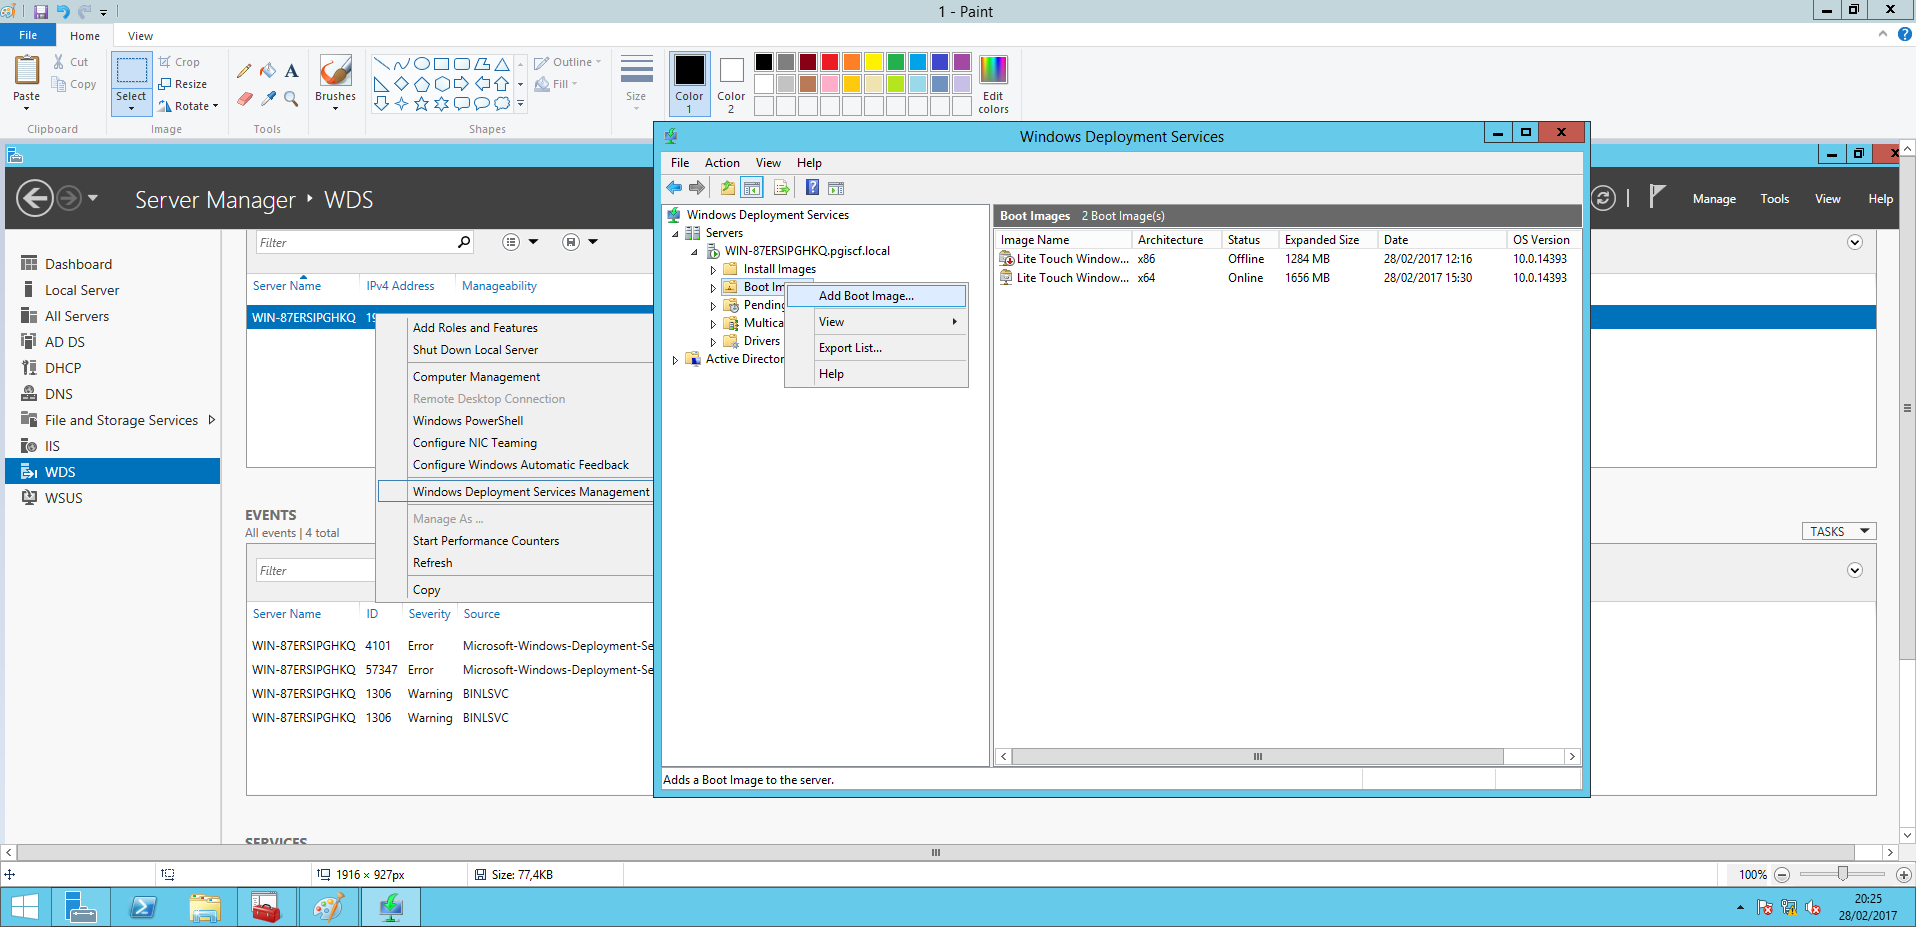 1 - Paint
File
Home
View
Paste
Cut
Copy
Clipboard
Select
Crop
Resize
Rotate
Image
Tools
Brushes
Shapes
Outline
Fill
Size
Color
1
Color
2
Edit
colors
Server Manager
WDS
Manage
Tools
View
Help
Dashboard
Local Server
All Servers
AD DS
DHCP
DNS
File and Storage Services
IIS
WDS
WSUS
Filter
Server Name
IPv4 Address
Manageability
WIN-87ERSIPGHKQ
Add Roles and Features
Shut Down Local Server
Computer Management
Remote Desktop Connection
Windows PowerShell
Configure NIC Teaming
Configure Windows Automatic Feedback
Windows Deployment Services Management
Manage As ...
Start Performance Counters
Refresh
Copy
EVENTS
All events | 4 total
TASKS
Filter
Server Name ID Severity Source
WIN-87ERSIPGHKQ 4101 Error Microsoft-Windows-Deployment-Se
WIN-87ERSIPGHKQ 57347 Error Microsoft-Windows-Deployment-Se
WIN-87ERSIPGHKQ 1306 Warning BINLSVC
WIN-87ERSIPGHKQ 1306 Warning BINLSVC
Windows Deployment Services
File Action View Help
Windows Deployment Services
Servers
WIN-87ERSIPGHKQ.pgiscf.local
Install Images
Boot Im
Pending
Multica
Drivers
Active Director
Add Boot Image...
View
Export List...
Help
Boot Images 2 Boot Image(s)
Image Name Architecture Status Expanded Size Date OS Version
Lite Touch Window... x86 Offline 1284 MB 28/02/2017 12:16 10.0.14393
Lite Touch Window... x64 Online 1656 MB 28/02/2017 15:30 10.0.14393
Adds a Boot Image to the server.
1916 × 927px
Size: 77,4KB
100%
20:25
28/02/2017